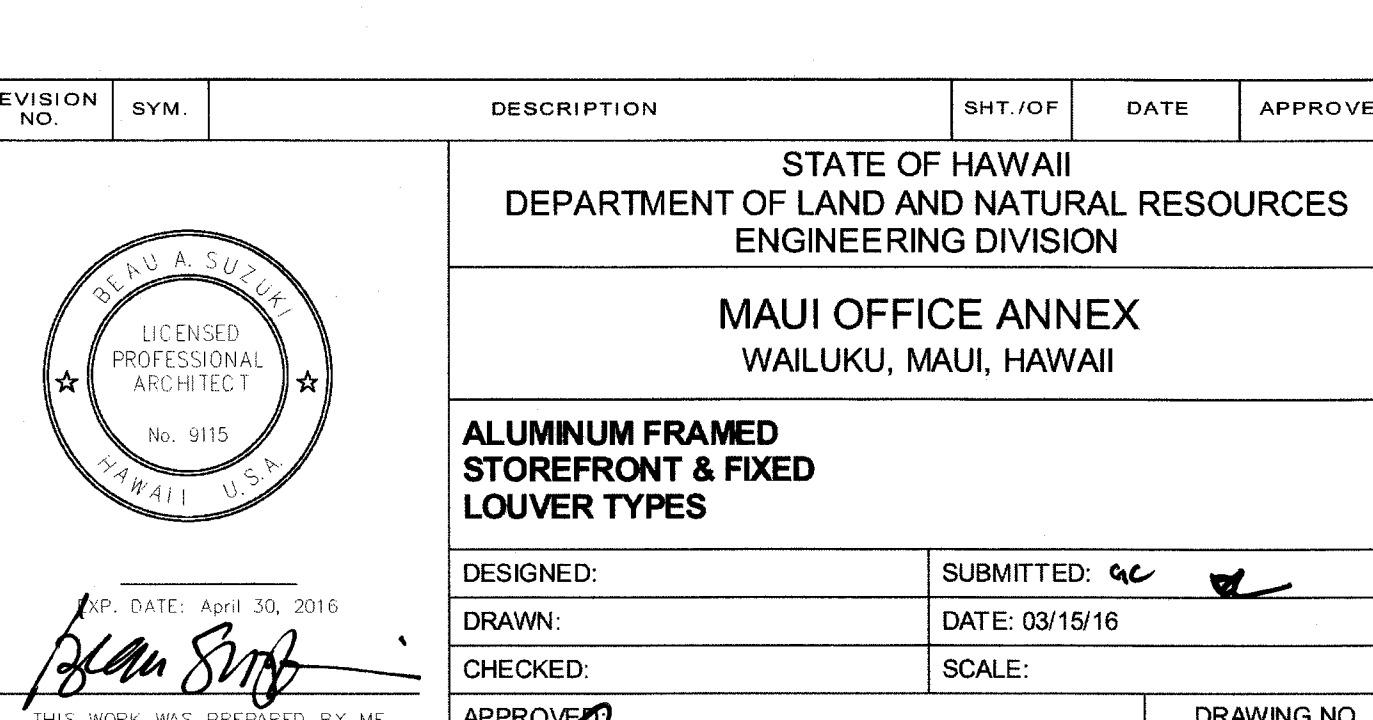 EVISION
NO.
SYM.
DESCRIPTION
SHT./OF
DATE
APPROVE
STATE OF HAWAII
DEPARTMENT OF LAND AND NATURAL RESOURCES
ENGINEERING DIVISION
MAUI OFFICE ANNEX
WAILUKU, MAUI, HAWAII
BEAU A. SUZUKI
LICENSED
PROFESSIONAL
ARCHITECT
No. 9115
HAWAII U.S.A.
ALUMINUM FRAMED
STOREFRONT & FIXED
LOUVER TYPES
DESIGNED:
SUBMITTED: GC
EXP. DATE: April 30, 2016
DRAWN:
DATE: 03/15/16
CHECKED:
SCALE:
THIS WORK WAS PREPARED BY ME
APPROVED:
DRAWING NO.